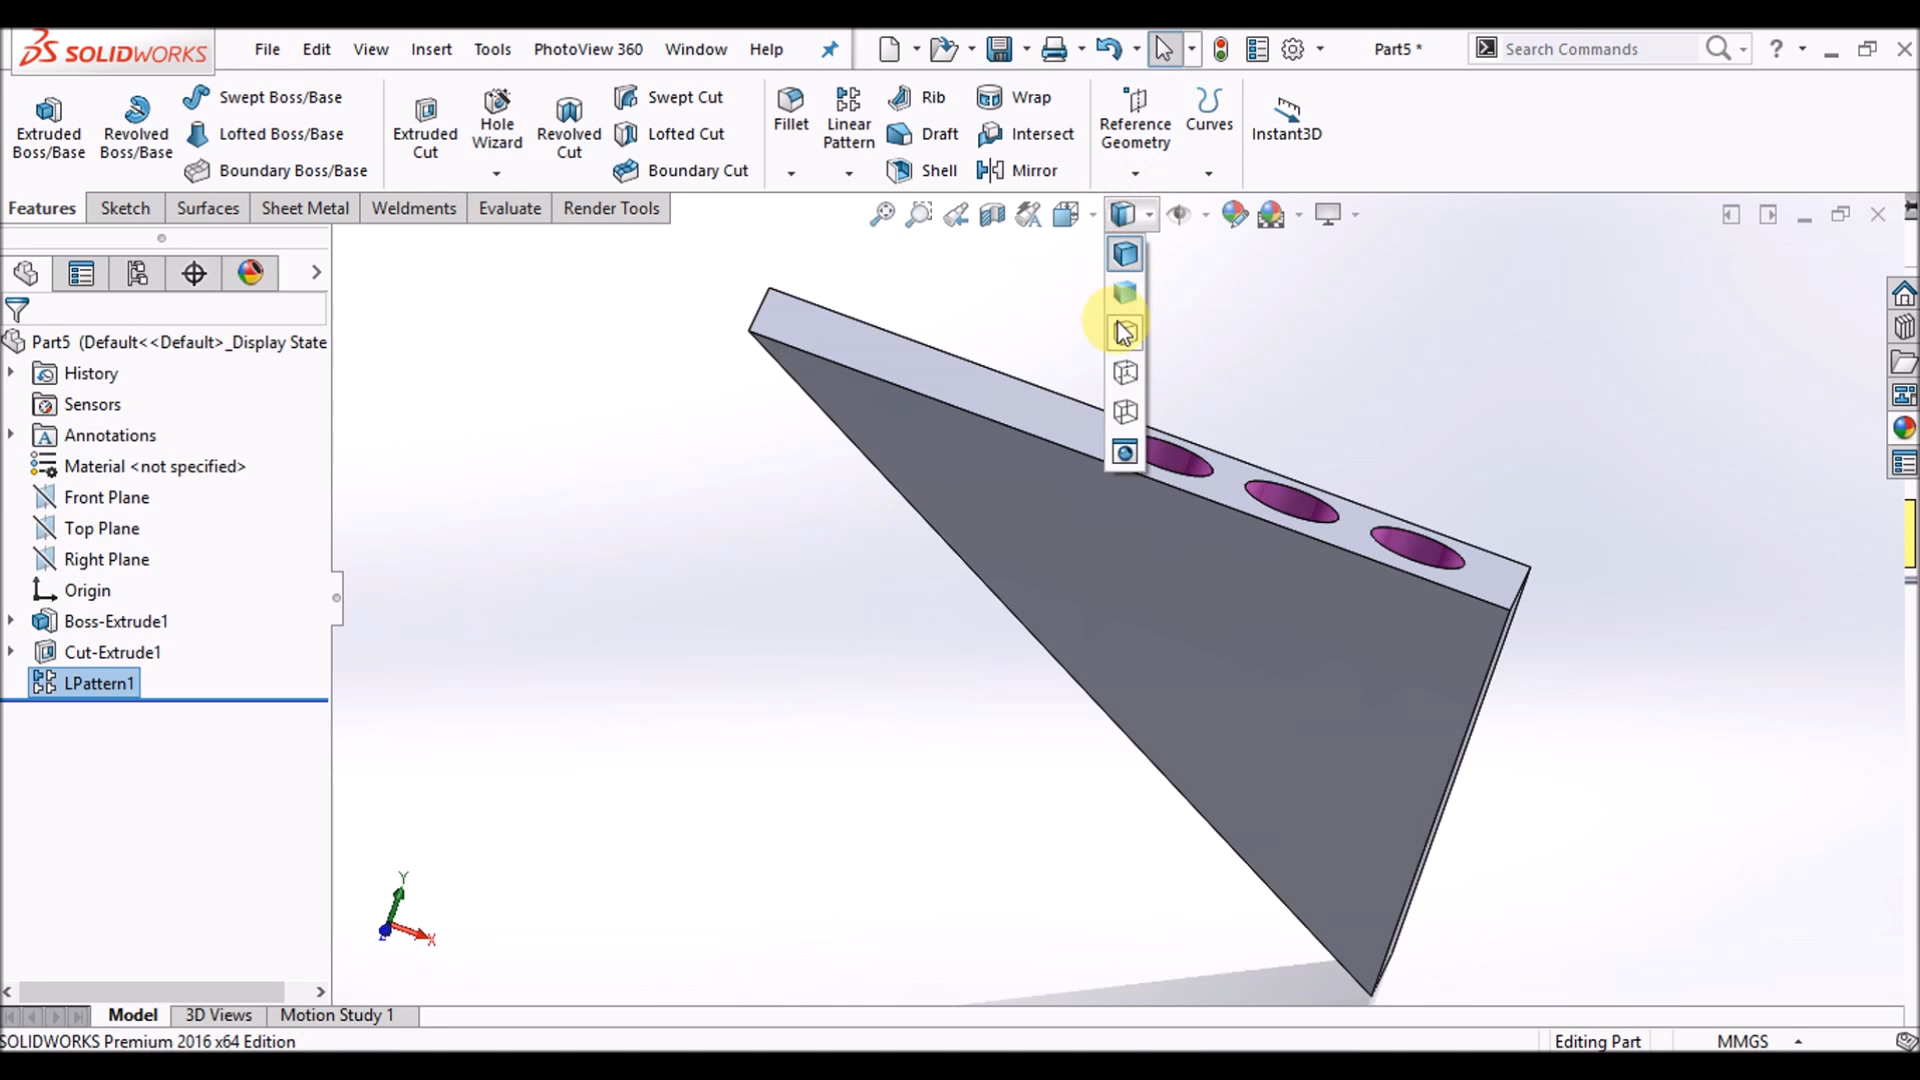 SOLIDWORKS File Edit View Insert Tools PhotoView 360 Window Help Part5 * Search Commands ?
Extruded Boss/Base
Revolved Boss/Base
Swept Boss/Base
Lofted Boss/Base
Boundary Boss/Base
Extruded Cut
Hole Wizard
Revolved Cut
Swept Cut
Lofted Cut
Boundary Cut
Fillet
Linear Pattern
Rib
Draft
Shell
Wrap
Intersect
Mirror
Reference Geometry
Curves
Instant3D
Features Sketch Surfaces Sheet Metal Weldments Evaluate Render Tools
Part5 (Default<<Default>_Display State
History
Sensors
A Annotations
Material <not specified>
Front Plane
Top Plane
Right Plane
Origin
Boss-Extrude1
Cut-Extrude1
LPattern1
Y
X
Model 3D Views Motion Study 1
SOLIDWORKS Premium 2016 x64 Edition Editing Part MMGS